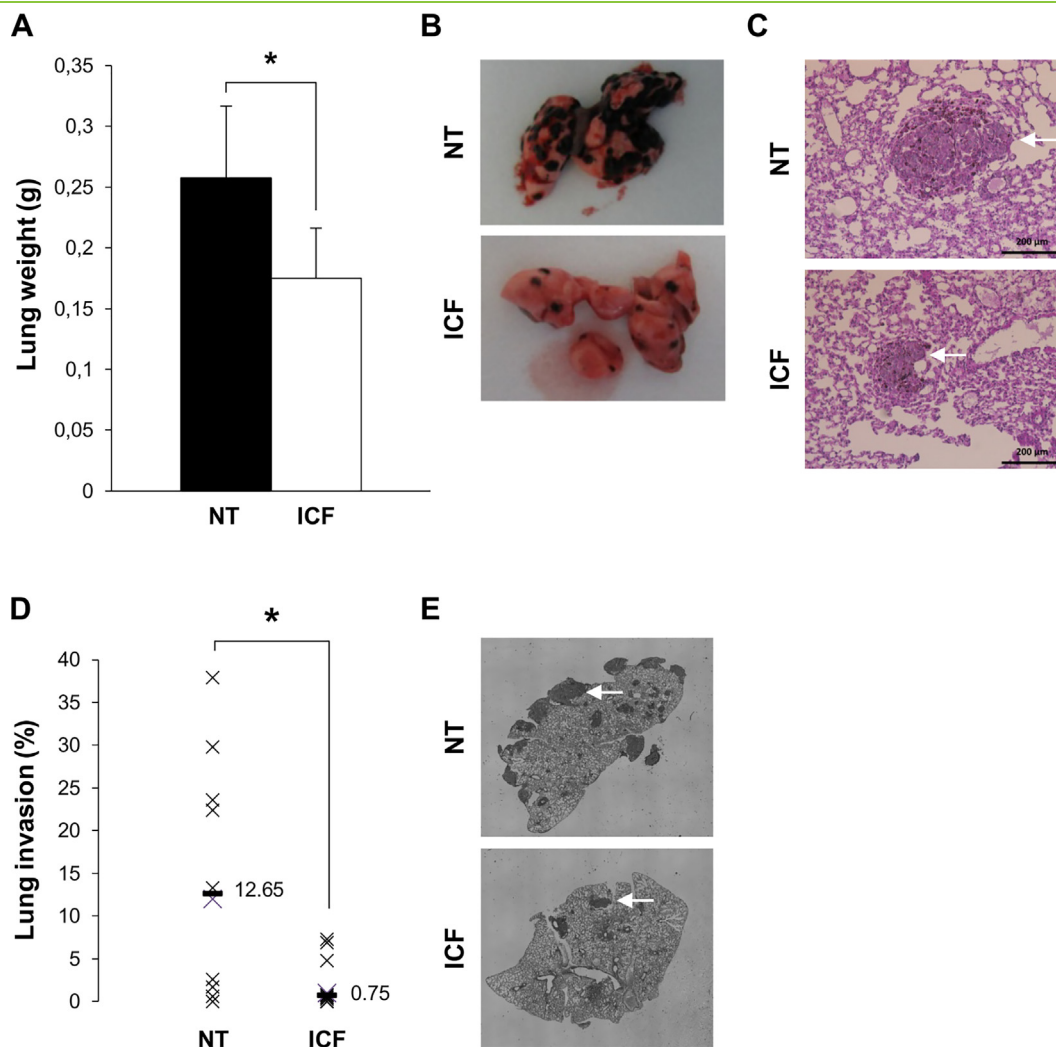 A
Lung weight (g)
0,35
0,3
0,25
0,2
0,15
0,1
0,05
0
*
NT
ICF
B
NT
ICF
C
NT
200 µm
ICF
200 µm
D
Lung invasion (%)
40
35
30
25
20
15
10
5
0
*
12.65
0.75
NT
ICF
E
NT
ICF